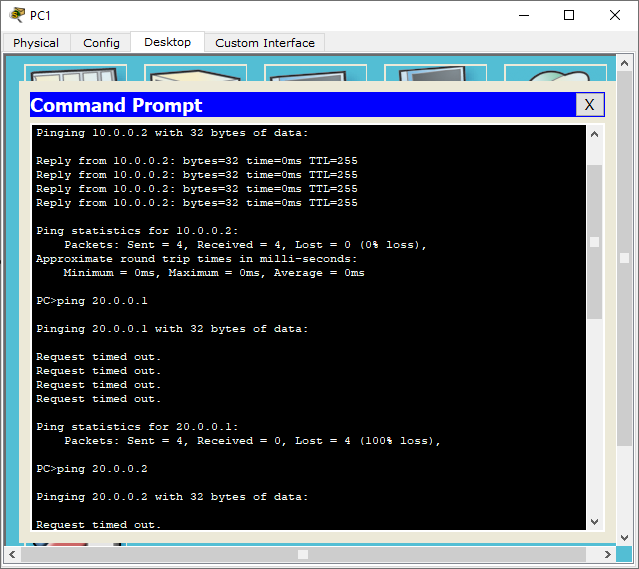 PC1
Physical Config Desktop Custom Interface
Command Prompt X
Pinging 10.0.0.2 with 32 bytes of data:
Reply from 10.0.0.2: bytes=32 time=0ms TTL=255
Reply from 10.0.0.2: bytes=32 time=0ms TTL=255
Reply from 10.0.0.2: bytes=32 time=0ms TTL=255
Reply from 10.0.0.2: bytes=32 time=0ms TTL=255
Ping statistics for 10.0.0.2:
Packets: Sent = 4, Received = 4, Lost = 0 (0% loss),
Approximate round trip times in milli-seconds:
Minimum = 0ms, Maximum = 0ms, Average = 0ms
PC>ping 20.0.0.1
Pinging 20.0.0.1 with 32 bytes of data:
Request timed out.
Request timed out.
Request timed out.
Request timed out.
Ping statistics for 20.0.0.1:
Packets: Sent = 4, Received = 0, Lost = 4 (100% loss),
PC>ping 20.0.0.2
Pinging 20.0.0.2 with 32 bytes of data:
Request timed out.